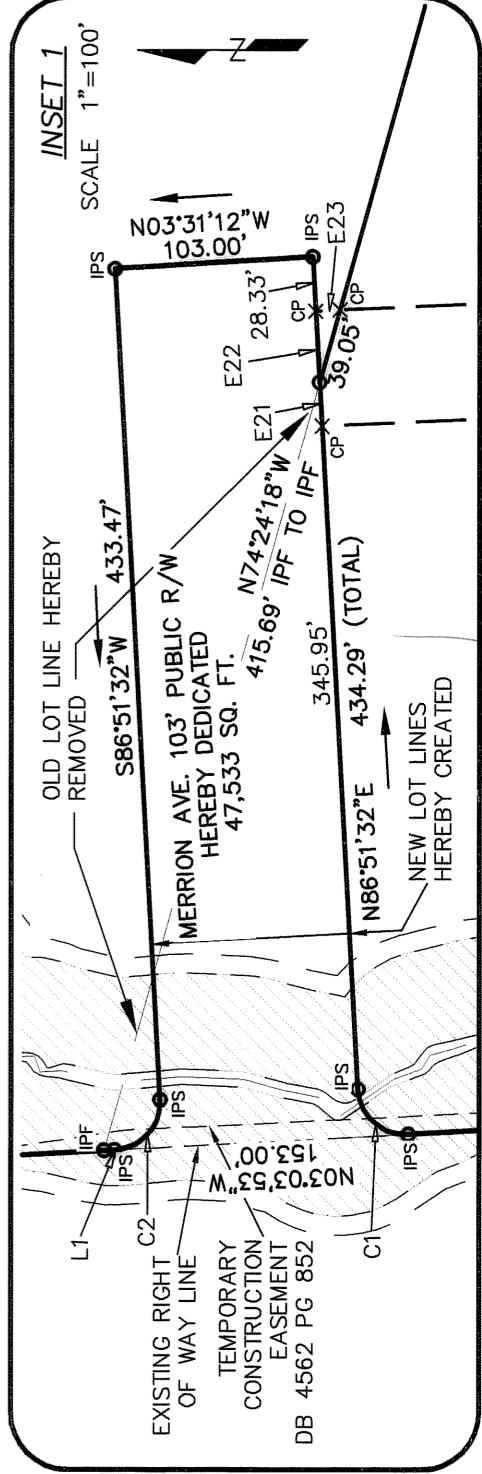 INSET 1
SCALE 1"=100'
N
OLD LOT LINE HEREBY
REMOVED
IPS
N03°31'12"W
103.00'
IPS
S86°51'32"W 433.47'
MERRION AVE. 103' PUBLIC R/W
HEREBY DEDICATED
47,533 SQ. FT.
N74°24'18"W
415.69' IPF TO IPF
E21
E22
28.33'
CP
E23
CP
39.05'
CP
345.95'
N86°51'32"E 434.29' (TOTAL)
NEW LOT LINES
HEREBY CREATED
L1
IPF
IPS
C2
IPS
EXISTING RIGHT
OF WAY LINE
N03°03'53"W
153.00'
TEMPORARY
CONSTRUCTION
EASEMENT
DB 4562 PG 852
IPS
C1
IPS